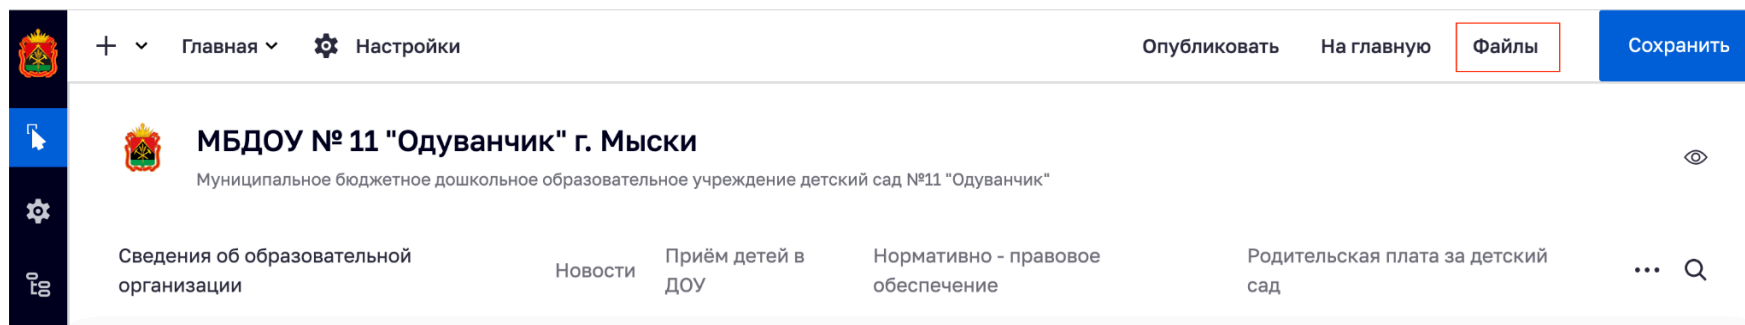 Главная
Настройки
Опубликовать
На главную
Файлы
Сохранить
МБДОУ № 11 "Одуванчик" г. Мыски
Муниципальное бюджетное дошкольное образовательное учреждение детский сад №11 "Одуванчик"
Сведения об образовательной
организации
Новости
Приём детей в
ДОУ
Нормативно - правовое
обеспечение
Родительская плата за детский
сад